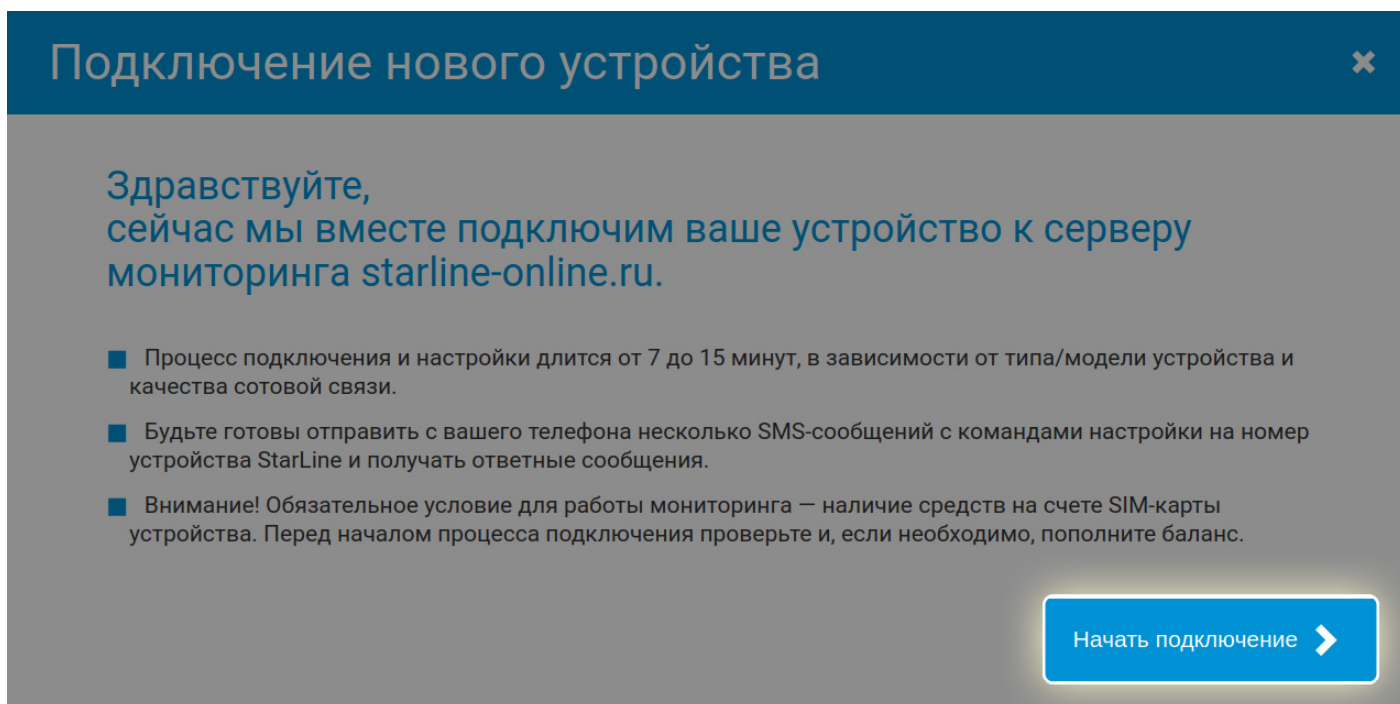 Подключение нового устройства
Здравствуйте,
сейчас мы вместе подключим ваше устройство к серверу
мониторинга starline-online.ru.
Процесс подключения и настройки длится от 7 до 15 минут, в зависимости от типа/модели устройства и
качества сотовой связи.
Будьте готовы отправить с вашего телефона несколько SMS-сообщений с командами настройки на номер
устройства StarLine и получать ответные сообщения.
Внимание! Обязательное условие для работы мониторинга — наличие средств на счете SIM-карты
устройства. Перед началом процесса подключения проверьте и, если необходимо, пополните баланс.
Начать подключение